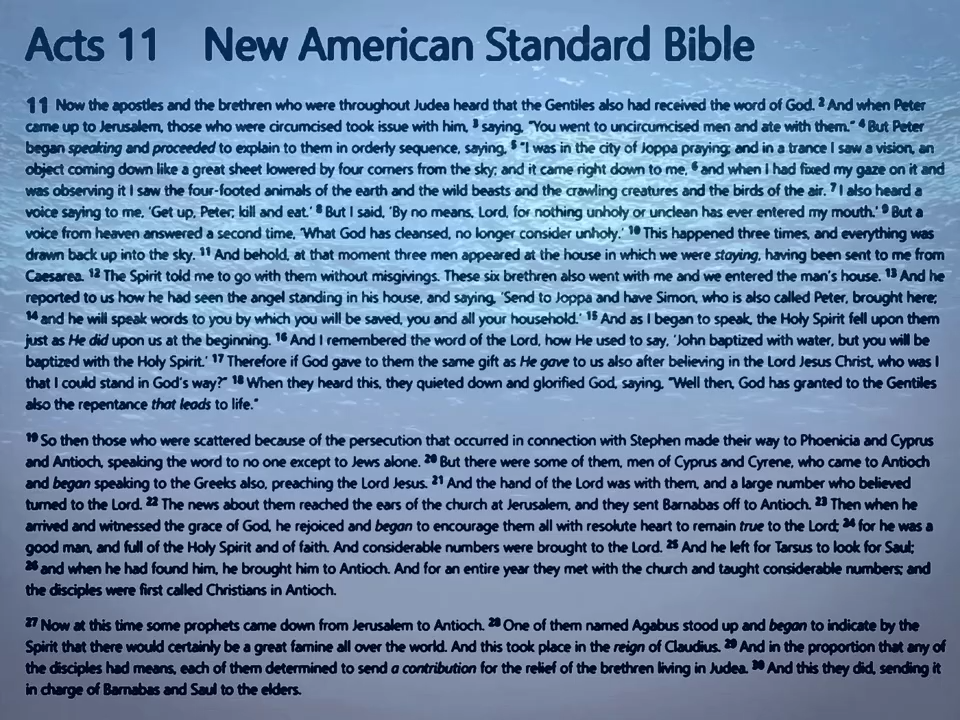 Acts 11 New American Standard Bible
11 Now the apostles and the brethren who were throughout Judea heard that the Gentiles also had received the word of God. 2 And when Peter
came up to Jerusalem, those who were circumcised took issue with him, 3 saying, "You went to uncircumcised men and ate with them." 4 But Peter
began speaking and proceeded to explain to them in orderly sequence, saying, 5 "I was in the city of Joppa praying; and in a trance I saw a vision, an
object coming down like a great sheet lowered by four corners from the sky; and it came right down to me, 6 and when I had fixed my gaze on it and
was observing it I saw the four-footed animals of the earth and the wild beasts and the crawling creatures and the birds of the air. 7 I also heard a
voice saying to me, 'Get up, Peter; kill and eat.' 8 But I said, 'By no means, Lord, for nothing unholy or unclean has ever entered my mouth.' 9 But a
voice from heaven answered a second time, 'What God has cleansed, no longer consider unholy.' 10 This happened three times, and everything was
drawn back up into the sky. 11 And behold, at that moment three men appeared at the house in which we were staying, having been sent to me from
Caesarea. 12 The Spirit told me to go with them without misgivings. These six brethren also went with me and we entered the man's house. 13 And he
reported to us how he had seen the angel standing in his house, and saying, 'Send to Joppa and have Simon, who is also called Peter, brought here;
14 and he will speak words to you by which you will be saved, you and all your household.' 15 And as I began to speak, the Holy Spirit fell upon them
just as He did upon us at the beginning. 16 And I remembered the word of the Lord, how He used to say, 'John baptized with water, but you will be
baptized with the Holy Spirit.' 17 Therefore if God gave to them the same gift as He gave to us also after believing in the Lord Jesus Christ, who was I
that I could stand in God's way?" 18 When they heard this, they quieted down and glorified God, saying, "Well then, God has granted to the Gentiles
also the repentance that leads to life."
19 So then those who were scattered because of the persecution that occurred in connection with Stephen made their way to Phoenicia and Cyprus
and Antioch, speaking the word to no one except to Jews alone. 20 But there were some of them, men of Cyprus and Cyrene, who came to Antioch
and began speaking to the Greeks also, preaching the Lord Jesus. 21 And the hand of the Lord was with them, and a large number who believed
turned to the Lord. 22 The news about them reached the ears of the church at Jerusalem, and they sent Barnabas off to Antioch. 23 Then when he
arrived and witnessed the grace of God, he rejoiced and began to encourage them all with resolute heart to remain true to the Lord; 24 for he was a
good man, and full of the Holy Spirit and of faith. And considerable numbers were brought to the Lord. 25 And he left for Tarsus to look for Saul;
26 and when he had found him, he brought him to Antioch. And for an entire year they met with the church and taught considerable numbers; and
the disciples were first called Christians in Antioch.
27 Now at this time some prophets came down from Jerusalem to Antioch. 28 One of them named Agabus stood up and began to indicate by the
Spirit that there would certainly be a great famine all over the world. And this took place in the reign of Claudius. 29 And in the proportion that any of
the disciples had means, each of them determined to send a contribution for the relief of the brethren living in Judea. 30 And this they did, sending it
in charge of Barnabas and Saul to the elders.